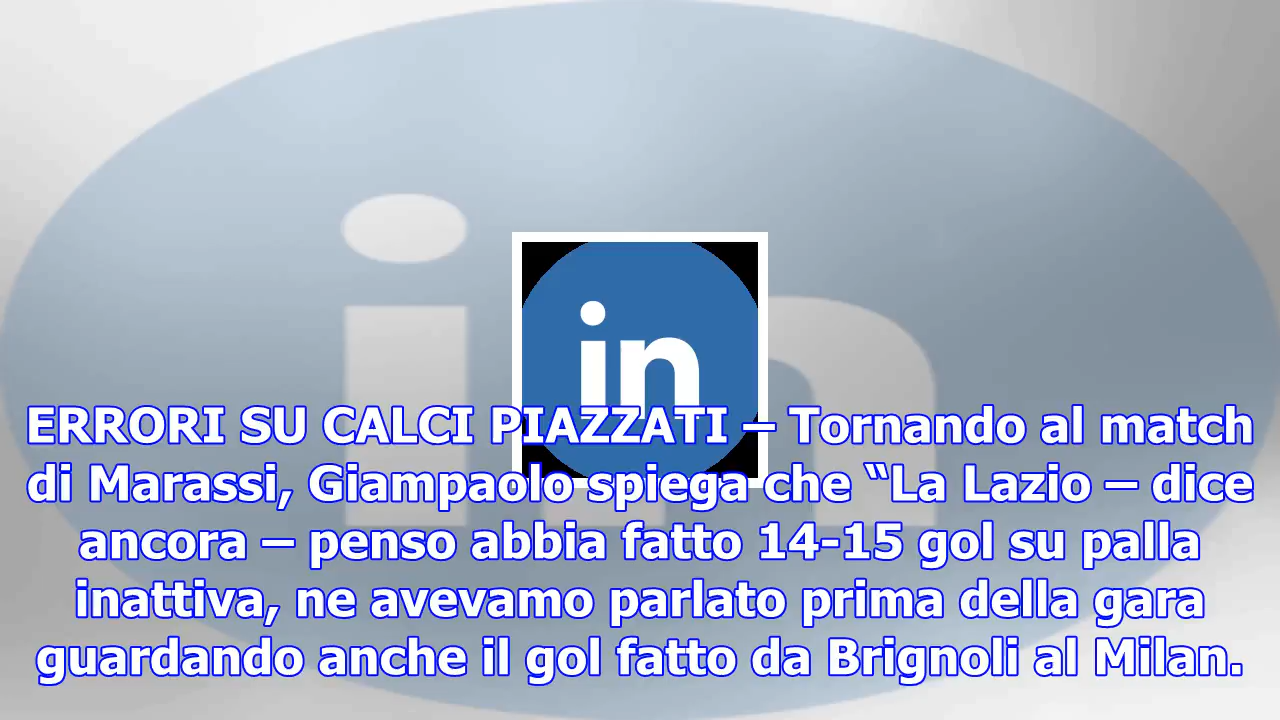 in
in
ERRORI SU CALCI PIAZZATI – Tornando al match
di Marassi, Giampaolo spiega che “La Lazio – dice
ancora – penso abbia fatto 14-15 gol su palla
inattiva, ne avevamo parlato prima della gara
guardando anche il gol fatto da Brignoli al Milan.